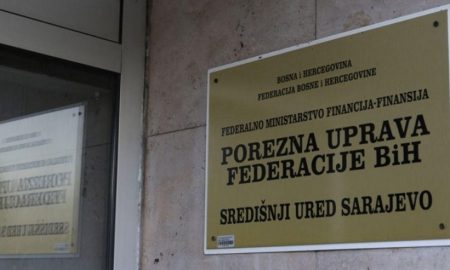 BOSNA i HERCEGOVINA
FEDERACIJA BOSNE i HERCEGOVINE
FEDERALNO MINISTARSTVO FINANCIJA-FINANSIJA
POREZNA UPRAVA
FEDERACIJE BiH
SREDIŠNJI URED SARAJEVO